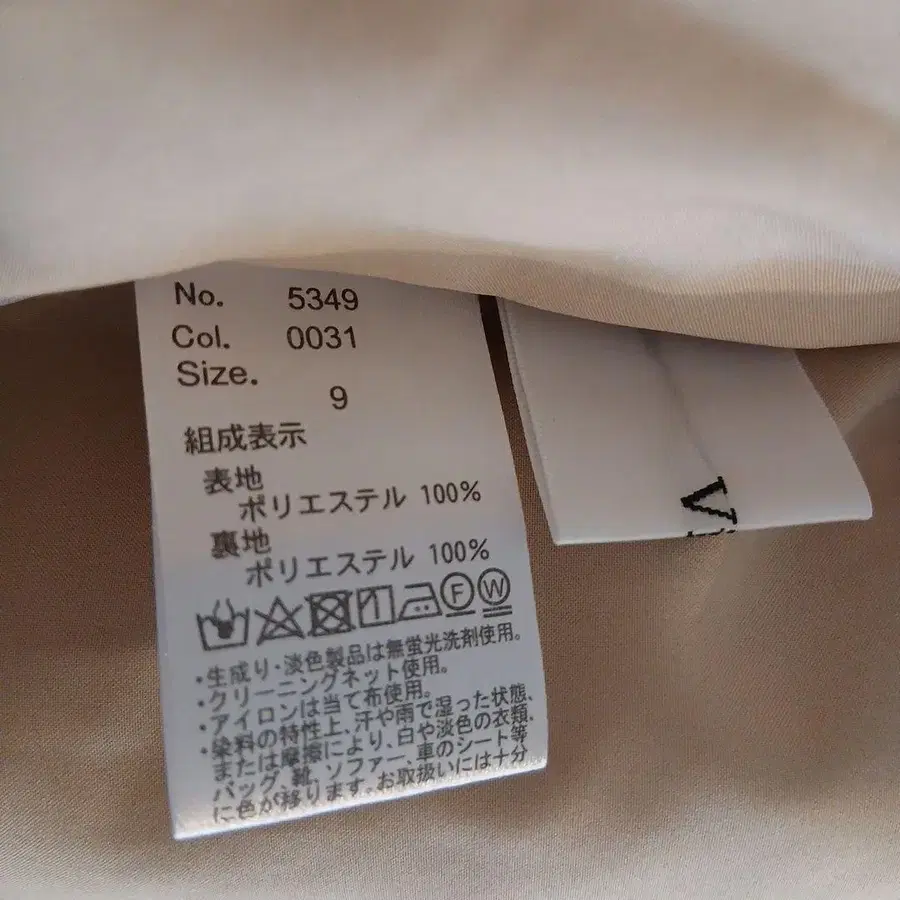 No. 5349
Col. 0031
Size.
9
組成表示
表地
ポリエステル 100%
裏地
ポリエステル 100%
F W
・生成り・淡色製品は無蛍光洗剤使用。
・クリーニングネット使用。
・アイロンは当て布使用。
・染料の特性上、汗や雨で湿った状態、
または摩擦により、白や淡色の衣類、
バッグ、靴、ソファー、車のシート等
に色が移ります。お取扱いには十分